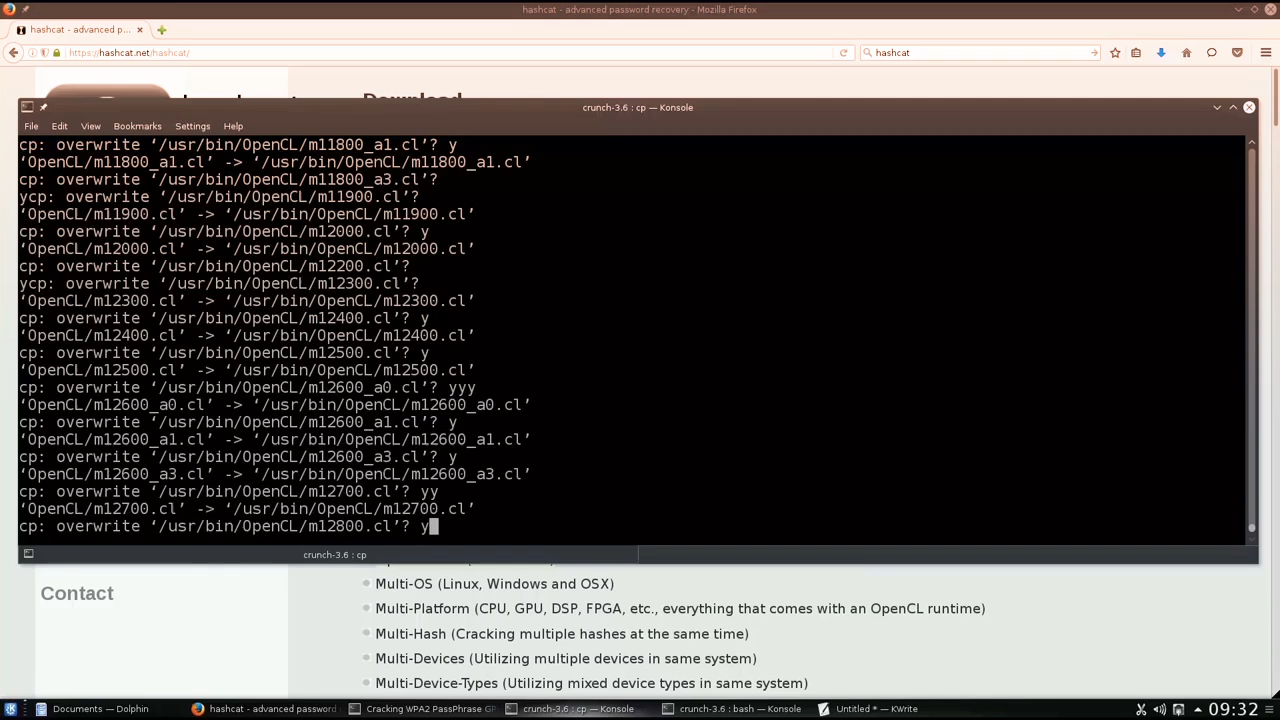 hashcat - advanced password recovery - Mozilla Firefox
hashcat - advanced p...
https://hashcat.net/hashcat/
hashcat
Download
crunch-3.6 : cp — Konsole
File Edit View Bookmarks Settings Help
cp: overwrite ‘/usr/bin/OpenCL/m11800_a1.cl’? y
‘OpenCL/m11800_a1.cl’ -> ‘/usr/bin/OpenCL/m11800_a1.cl’
cp: overwrite ‘/usr/bin/OpenCL/m11800_a3.cl’?
ycp: overwrite ‘/usr/bin/OpenCL/m11900.cl’?
‘OpenCL/m11900.cl’ -> ‘/usr/bin/OpenCL/m11900.cl’
cp: overwrite ‘/usr/bin/OpenCL/m12000.cl’? y
‘OpenCL/m12000.cl’ -> ‘/usr/bin/OpenCL/m12000.cl’
cp: overwrite ‘/usr/bin/OpenCL/m12200.cl’?
ycp: overwrite ‘/usr/bin/OpenCL/m12300.cl’?
‘OpenCL/m12300.cl’ -> ‘/usr/bin/OpenCL/m12300.cl’
cp: overwrite ‘/usr/bin/OpenCL/m12400.cl’? y
‘OpenCL/m12400.cl’ -> ‘/usr/bin/OpenCL/m12400.cl’
cp: overwrite ‘/usr/bin/OpenCL/m12500.cl’? y
‘OpenCL/m12500.cl’ -> ‘/usr/bin/OpenCL/m12500.cl’
cp: overwrite ‘/usr/bin/OpenCL/m12600_a0.cl’? yyy
‘OpenCL/m12600_a0.cl’ -> ‘/usr/bin/OpenCL/m12600_a0.cl’
cp: overwrite ‘/usr/bin/OpenCL/m12600_a1.cl’? y
‘OpenCL/m12600_a1.cl’ -> ‘/usr/bin/OpenCL/m12600_a1.cl’
cp: overwrite ‘/usr/bin/OpenCL/m12600_a3.cl’? y
‘OpenCL/m12600_a3.cl’ -> ‘/usr/bin/OpenCL/m12600_a3.cl’
cp: overwrite ‘/usr/bin/OpenCL/m12700.cl’? yy
‘OpenCL/m12700.cl’ -> ‘/usr/bin/OpenCL/m12700.cl’
cp: overwrite ‘/usr/bin/OpenCL/m12800.cl’? y
crunch-3.6 : cp
Contact
Multi-OS (Linux, Windows and OSX)
Multi-Platform (CPU, GPU, DSP, FPGA, etc., everything that comes with an OpenCL runtime)
Multi-Hash (Cracking multiple hashes at the same time)
Multi-Devices (Utilizing multiple devices in same system)
Multi-Device-Types (Utilizing mixed device types in same system)
Documents — Dolphin
hashcat - advanced password
Cracking WPA2 PassPhrase
crunch-3.6 : cp — Konsole
crunch-3.6 : bash — Konsole
Untitled * — KWrite
09:32